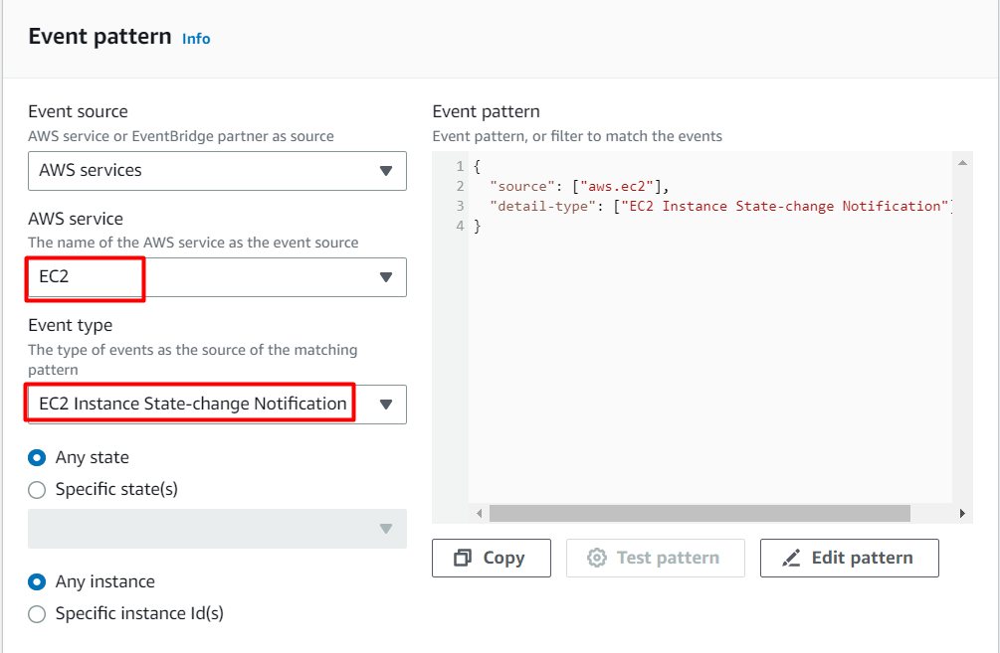 Event pattern Info
Event source
AWS service or EventBridge partner as source
AWS services
AWS service
The name of the AWS service as the event source
EC2
Event type
The type of events as the source of the matching
pattern
EC2 Instance State-change Notification
Any state
Specific state(s)
Any instance
Specific instance Id(s)
Event pattern
Event pattern, or filter to match the events
1 {
2   "source": ["aws.ec2"],
3   "detail-type": ["EC2 Instance State-change Notification"]
4 }
Copy
Test pattern
Edit pattern